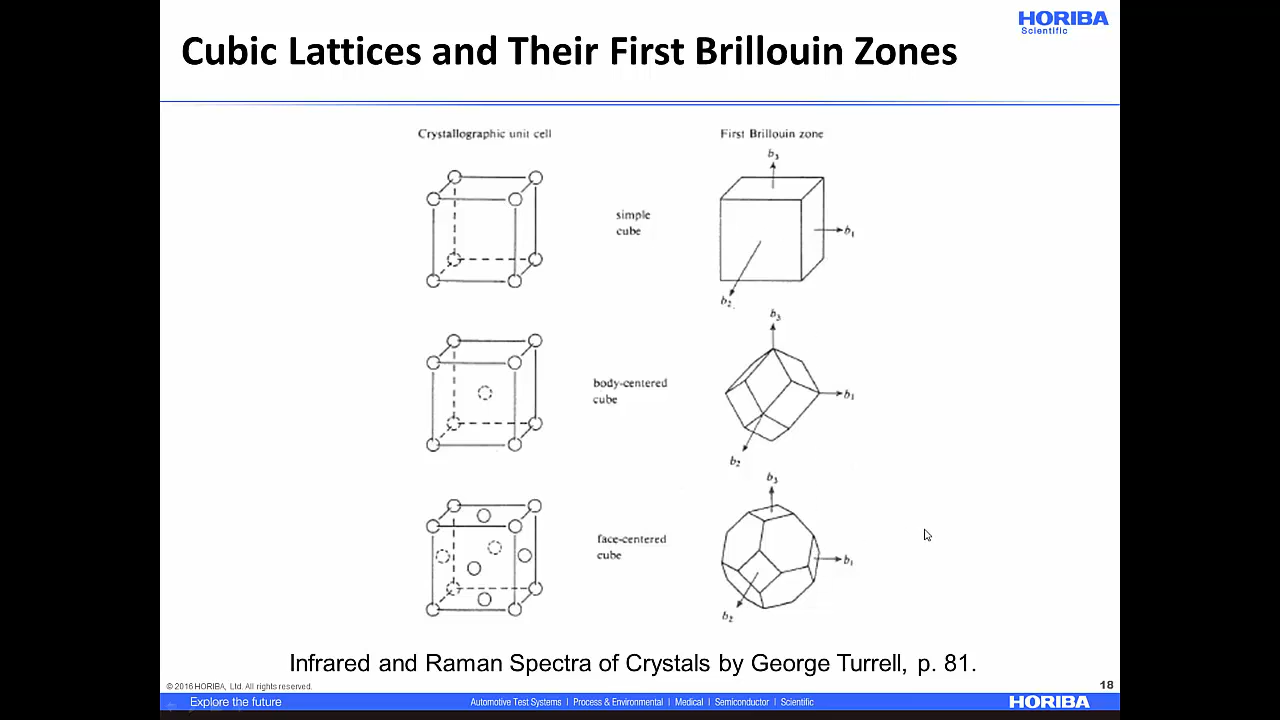 HORIBA
Scientific
Cubic Lattices and Their First Brillouin Zones
Crystallographic unit cell
First Brillouin zone
b3
simple
cube
b1
b2
b3
body-centered
cube
b1
b2
b3
face-centered
cube
b1
b2
Infrared and Raman Spectra of Crystals by George Turrell, p. 81.
© 2016 HORIBA, Ltd. All rights reserved.
18
Explore the future
Automotive Test Systems | Process & Environmental | Medical | Semiconductor | Scientific
HORIBA